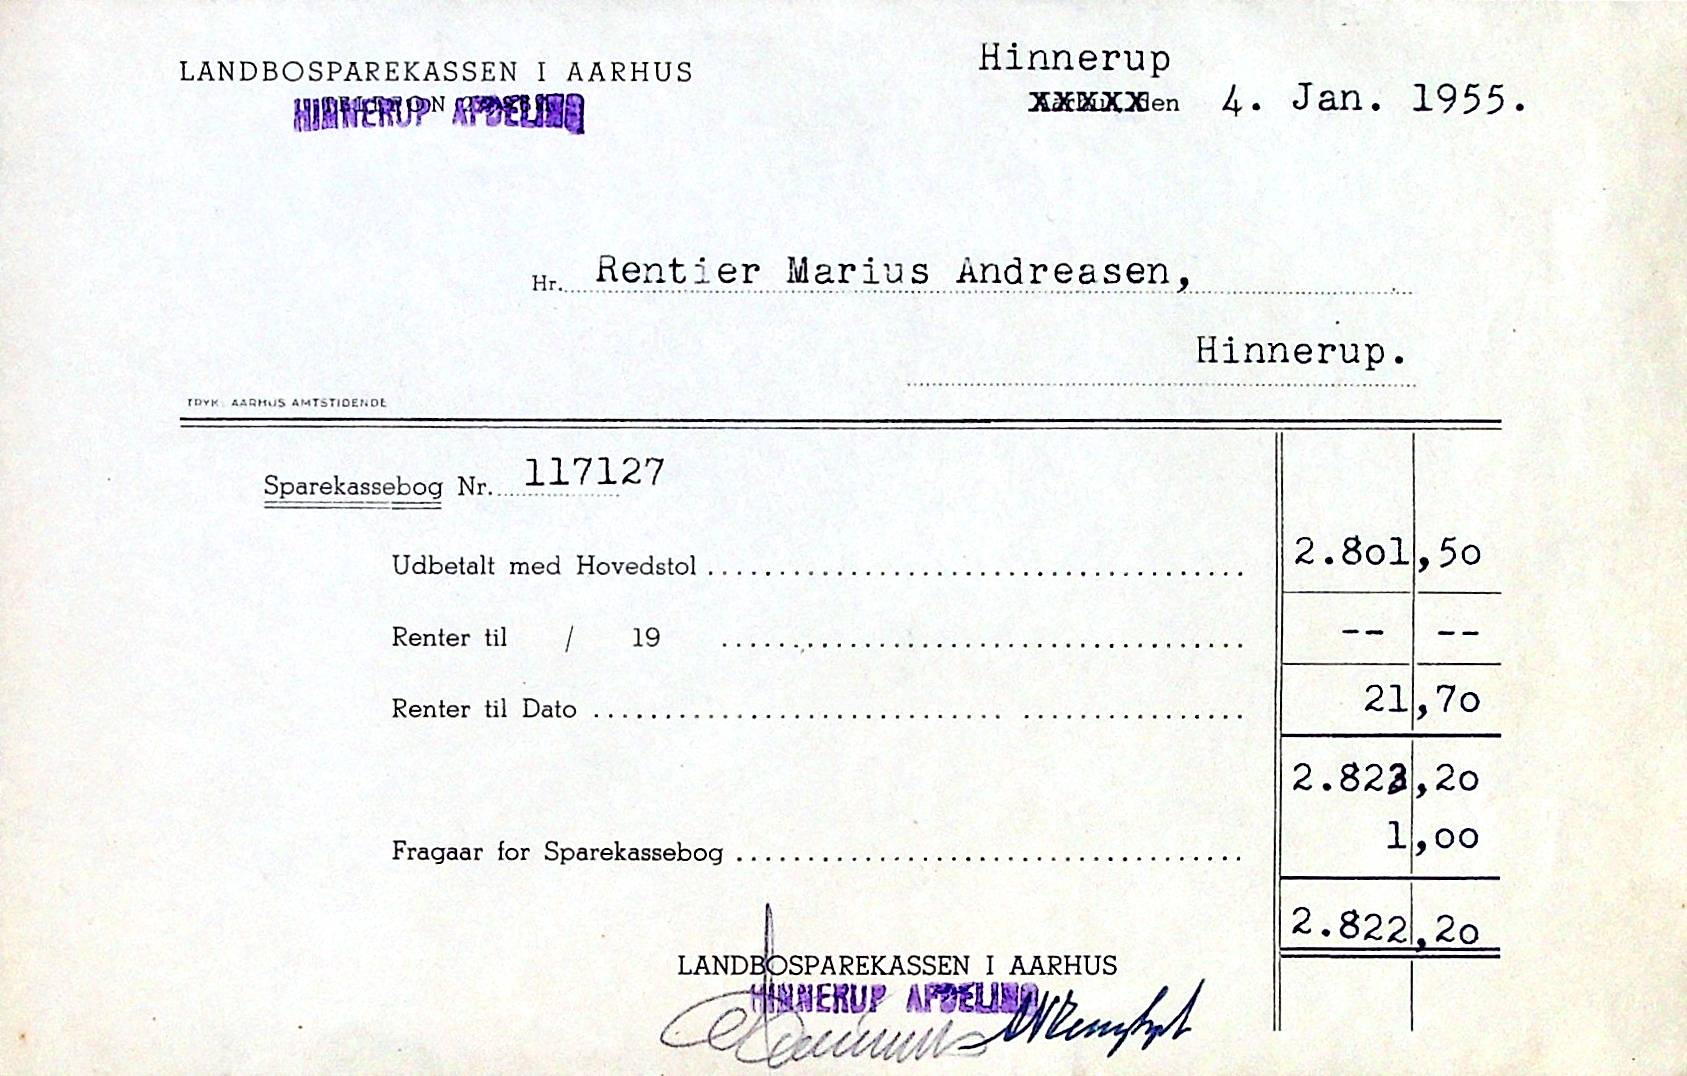 LANDBOSPAREKASSEN I AARHUS
HINNERUP AFDELING
Hinnerup
XXXXX den 4. Jan. 1955.
Hr. Rentier Marius Andreasen,
Hinnerup.
TRYK: AARHUS AMTSTIDENDE
Sparekassebog Nr. 117127
Udbetalt med Hovedstol 2.801,50
Renter til / 19 -- --
Renter til Dato 21,70
2.823,20
Fragaar for Sparekassebog 1,00
2.822,20
LANDBOSPAREKASSEN I AARHUS
HINNERUP AFDELING